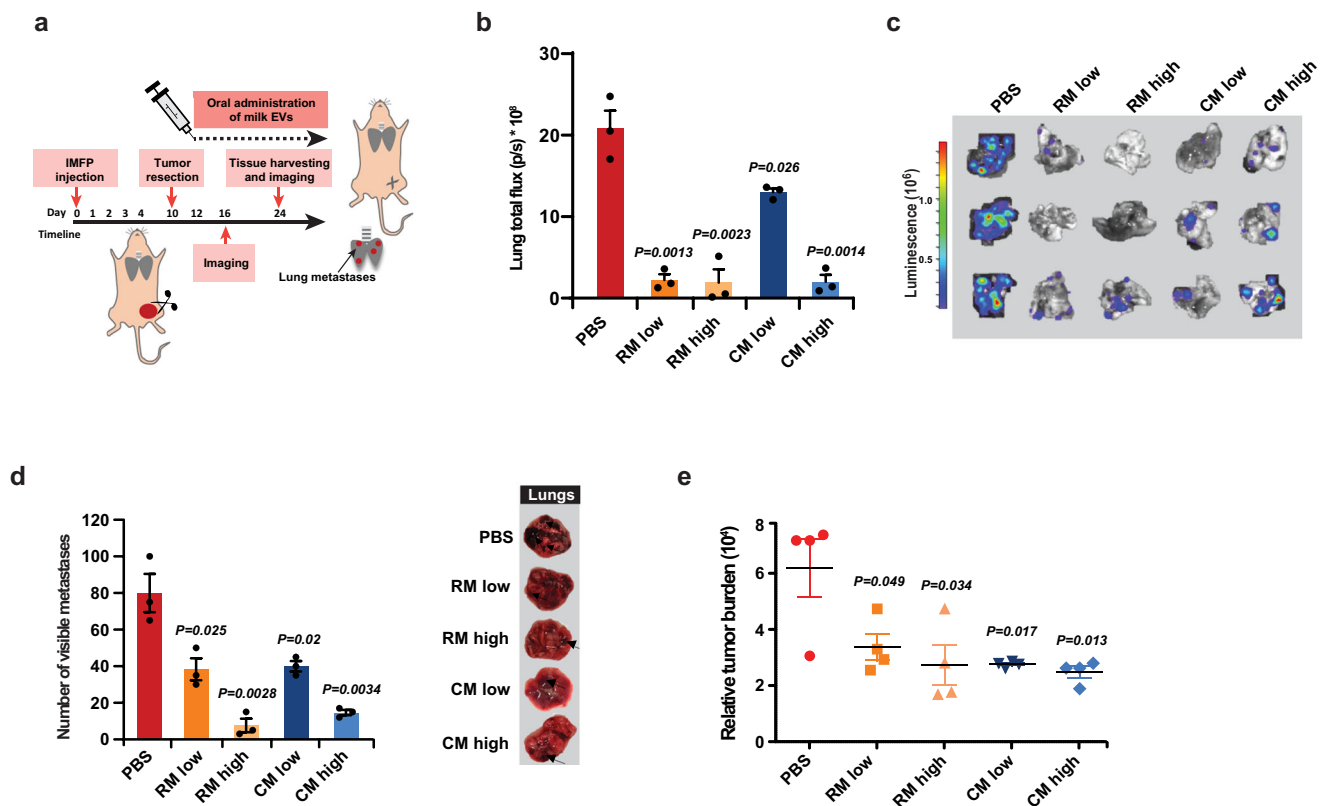 a
Oral administration
of milk EVs
IMFP
injection
Tumor
resection
Tissue harvesting
and imaging
Day 0 1 2 3 4 10 12 16 24
Timeline
Imaging
Lung metastases
b
Lung total flux (p/s) * 10⁸
30
20
10
0
P=0.0013
P=0.0023
P=0.026
P=0.0014
PBS
RM low
RM high
CM low
CM high
c
PBS
RM low
RM high
CM low
CM high
Luminescence (10⁶)
1.0
0.5
d
Number of visible metastases
120
100
80
60
40
20
0
P=0.025
P=0.0028
P=0.02
P=0.0034
PBS
RM low
RM high
CM low
CM high
Lungs
PBS
RM low
RM high
CM low
CM high
e
Relative tumor burden (10⁴)
8
6
4
2
0
P=0.049
P=0.034
P=0.017
P=0.013
PBS
RM low
RM high
CM low
CM high